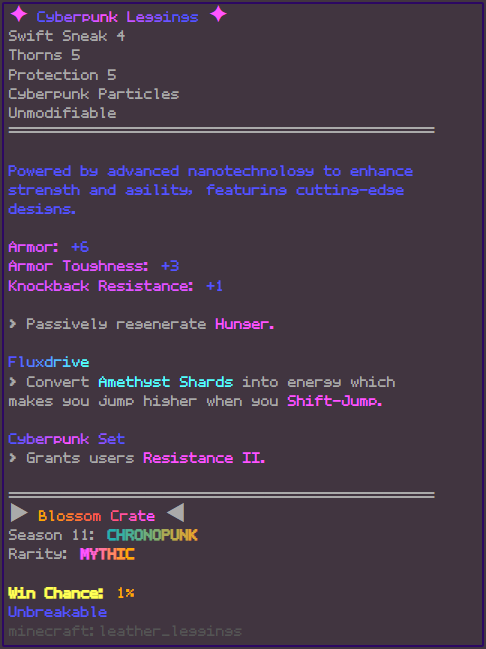 ✦ Cyberpunk Leggings ✦
Swift Sneak 4
Thorns 5
Protection 5
Cyberpunk Particles
Unmodifiable
Powered by advanced nanotechnology to enhance
strength and agility, featuring cutting-edge
designs.
Armor: +6
Armor Toughness: +3
Knockback Resistance: +1
> Passively regenerate Hunger.
Fluxdrive
> Convert Amethyst Shards into energy which
makes you jump higher when you Shift-Jump.
Cyberpunk Set
> Grants users Resistance II.
▶ Blossom Crate ◀
Season 11: CHRONOPUNK
Rarity: MYTHIC
Win Chance: 1%
Unbreakable
minecraft:leather_leggings